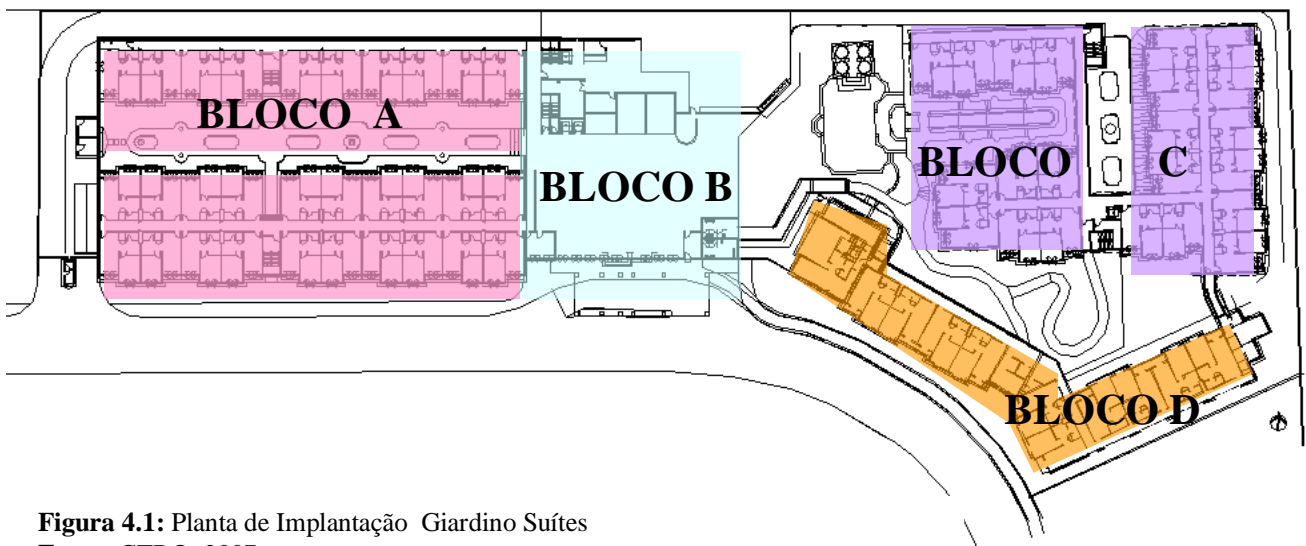 BLOCO A
BLOCO B
BLOCO C
BLOCO D
Figura 4.1: Planta de Implantação Giardino Suítes